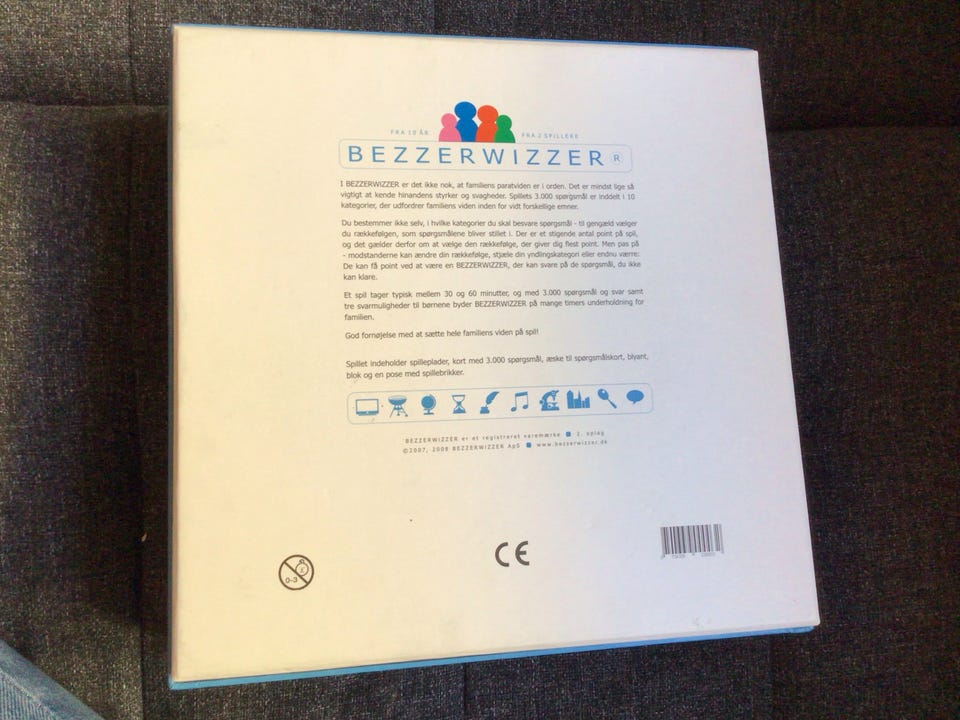 FRA 10 ÅR
FRA 2 SPILLERE
BEZZERWIZZER ®
I BEZZERWIZZER er det ikke nok, at familiens paratviden er i orden. Det er mindst lige så
vigtigt at kende hinandens styrker og svagheder. Spillets 3.000 spørgsmål er inddelt i 10
kategorier, der udfordrer familiens viden inden for vidt forskellige emner.
Du bestemmer ikke selv, i hvilke kategorier du skal besvare spørgsmål - til gengæld vælger
du rækkefølgen, som spørgsmålene bliver stillet i. Der er et stigende antal point på spil,
og det gælder derfor om at vælge den rækkefølge, der giver dig flest point. Men pas på
- modstanderne kan ændre din rækkefølge, stjæle din yndlingskategori eller endnu værre:
De kan få point ved at være en BEZZERWIZZER, der kan svare på de spørgsmål, du ikke
kan klare.
Et spil tager typisk mellem 30 og 60 minutter, og med 3.000 spørgsmål og svar samt
tre svarmuligheder til børnene byder BEZZERWIZZER på mange timers underholdning for
familien.
God fornøjelse med at sætte hele familiens viden på spil!
Spillet indeholder spilleplader, kort med 3.000 spørgsmål, æske til spørgsmålskort, blyant,
blok og en pose med spillebrikker.
BEZZERWIZZER er et registreret varemærke ■ 2. oplag
©2007, 2008 BEZZERWIZZER ApS ■ www.bezzerwizzer.dk
0-3
CE